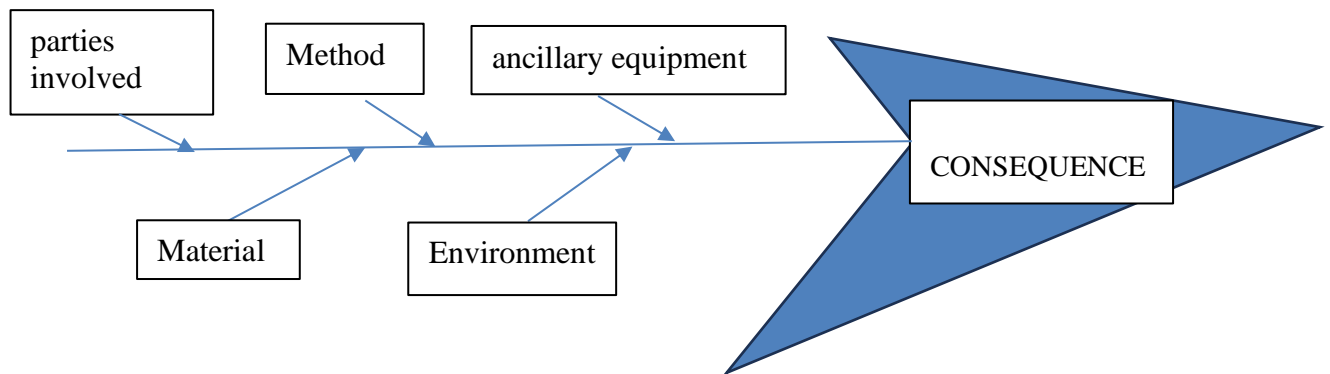 parties
involved
Method
ancillary equipment
CONSEQUENCE
Material
Environment